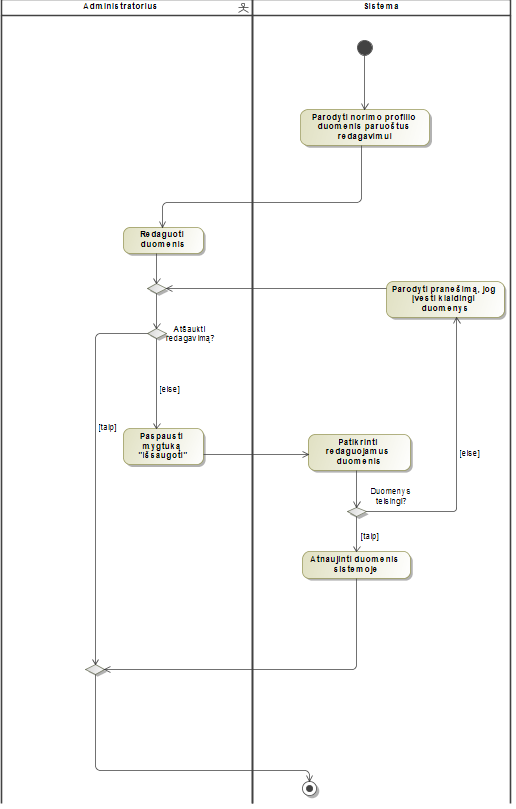 Administratorius
Sistema
Parodyti norimo profilio
duomenis paruoštus
redagavimui
Redaguoti
duomenis
Parodyti pranešimą, jog
įvesti klaidingi
duomenys
Atšaukti
redagavimą?
[else]
[taip]
Paspausti
mygtuką
"Išsaugoti"
Patikrinti
redaguojamus
duomenis
[else]
Duomenys
teisingi?
[taip]
Atnaujinti duomenis
sistemoje